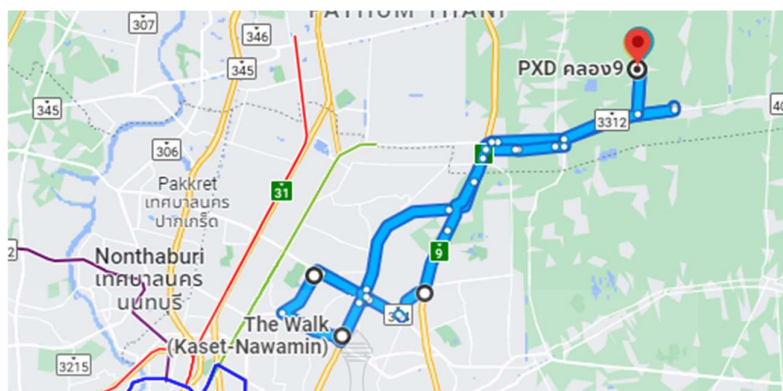 PATHUM THANI
307
346
345
345
PXD คลอง9
3312
40
306
Pakkret
เทศบาลนคร
ปากเกร็ด
31
9
Nonthaburi
เทศบาลนคร
นนทบุรี
The Walk
(Kaset-Nawamin)
3215